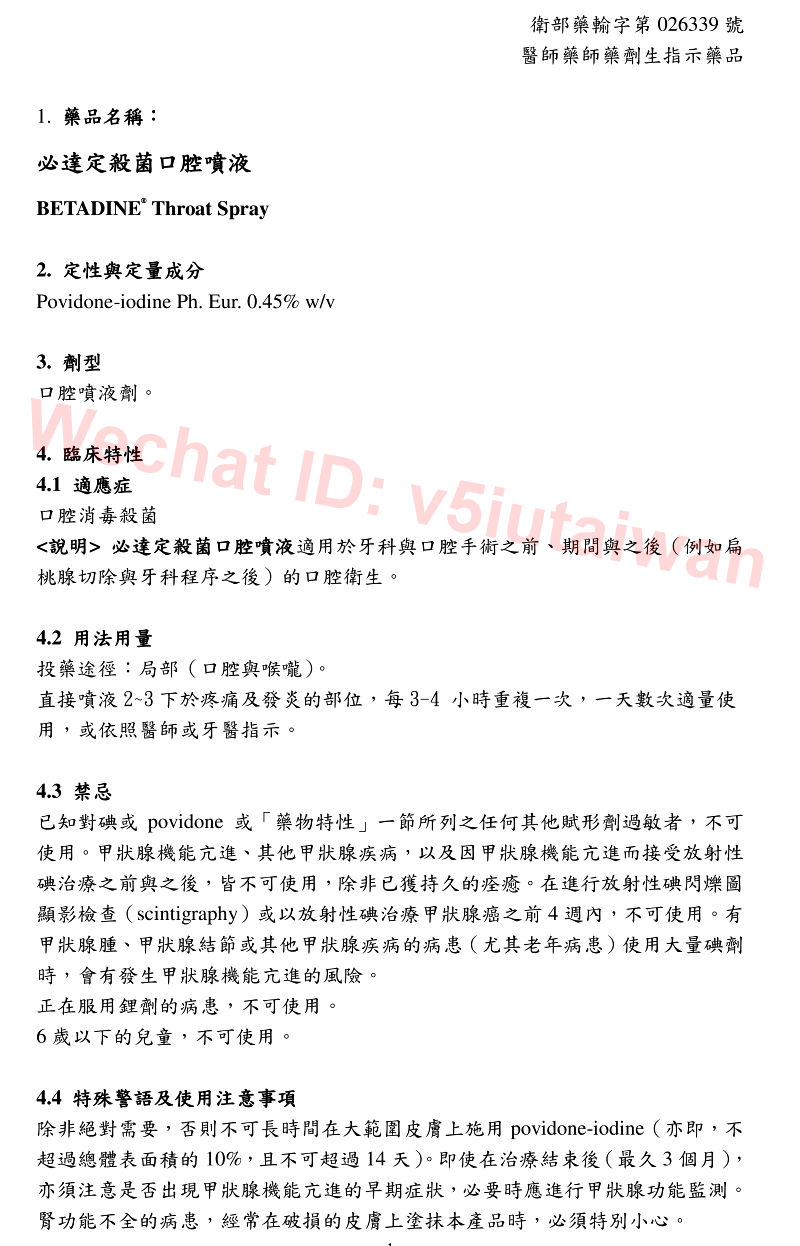 衛部藥輸字第 026339 號
醫師藥師藥劑生指示藥品
1. 藥品名稱：
必達定殺菌口腔噴液
BETADINE® Throat Spray
2. 定性與定量成分
Povidone-iodine Ph. Eur. 0.45% w/v
3. 劑型
口腔噴液劑。
4. 臨床特性
4.1 適應症
口腔消毒殺菌
<說明> 必達定殺菌口腔噴液適用於牙科與口腔手術之前、期間與之後（例如扁
桃腺切除與牙科程序之後）的口腔衛生。
Wechat ID: v5iutaiwan
4.2 用法用量
投藥途徑：局部（口腔與喉嚨）。
直接噴液 2~3 下於疼痛及發炎的部位，每 3-4 小時重複一次，一天數次適量使
用，或依照醫師或牙醫指示。
4.3 禁忌
已知對碘或 povidone 或「藥物特性」一節所列之任何其他賦形劑過敏者，不可
使用。甲狀腺機能亢進、其他甲狀腺疾病，以及因甲狀腺機能亢進而接受放射性
碘治療之前與之後，皆不可使用，除非已獲持久的痊癒。在進行放射性碘閃爍圖
顯影檢查（scintigraphy）或以放射性碘治療甲狀腺癌之前 4 週內，不可使用。有
甲狀腺腫、甲狀腺結節或其他甲狀腺疾病的病患（尤其老年病患）使用大量碘劑
時，會有發生甲狀腺機能亢進的風險。
正在服用鋰劑的病患，不可使用。
6 歲以下的兒童，不可使用。
4.4 特殊警語及使用注意事項
除非絕對需要，否則不可長時間在大範圍皮膚上施用 povidone-iodine（亦即，不
超過總體表面積的 10%，且不可超過 14 天）。即使在治療結束後（最久 3 個月），
亦須注意是否出現甲狀腺機能亢進的早期症狀，必要時應進行甲狀腺功能監測。
腎功能不全的病患，經常在破損的皮膚上塗抹本產品時，必須特別小心。